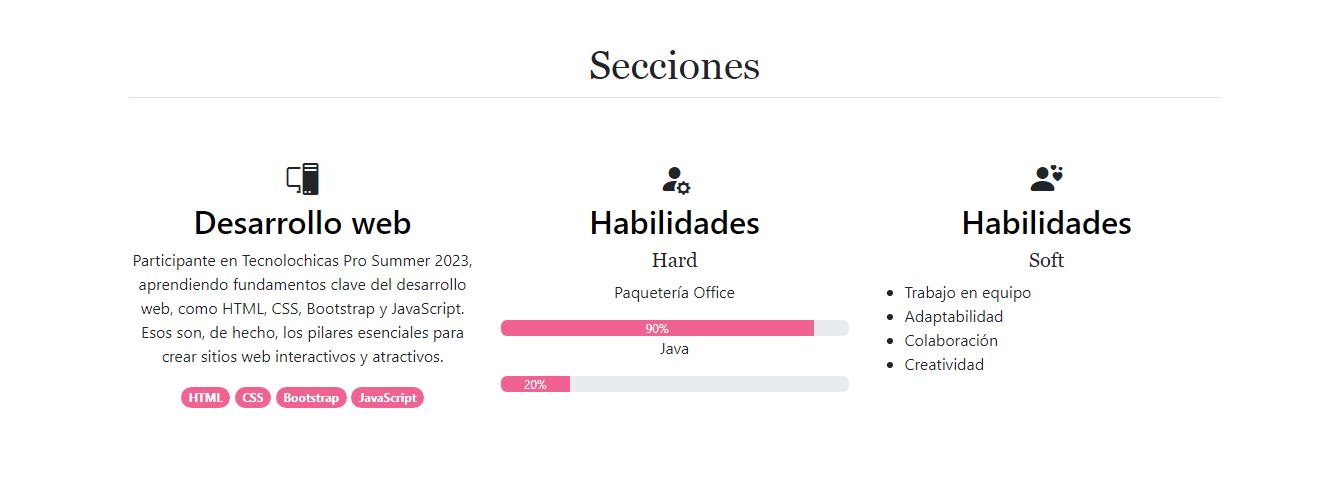 Secciones
Desarrollo web
Participante en Tecnolochicas Pro Summer 2023,
aprendiendo fundamentos clave del desarrollo
web, como HTML, CSS, Bootstrap y JavaScript.
Esos son, de hecho, los pilares esenciales para
crear sitios web interactivos y atractivos.
HTML CSS Bootstrap JavaScript
Habilidades
Hard
Paquetería Office
90%
Java
20%
Habilidades
Soft
Trabajo en equipo
Adaptabilidad
Colaboración
Creatividad